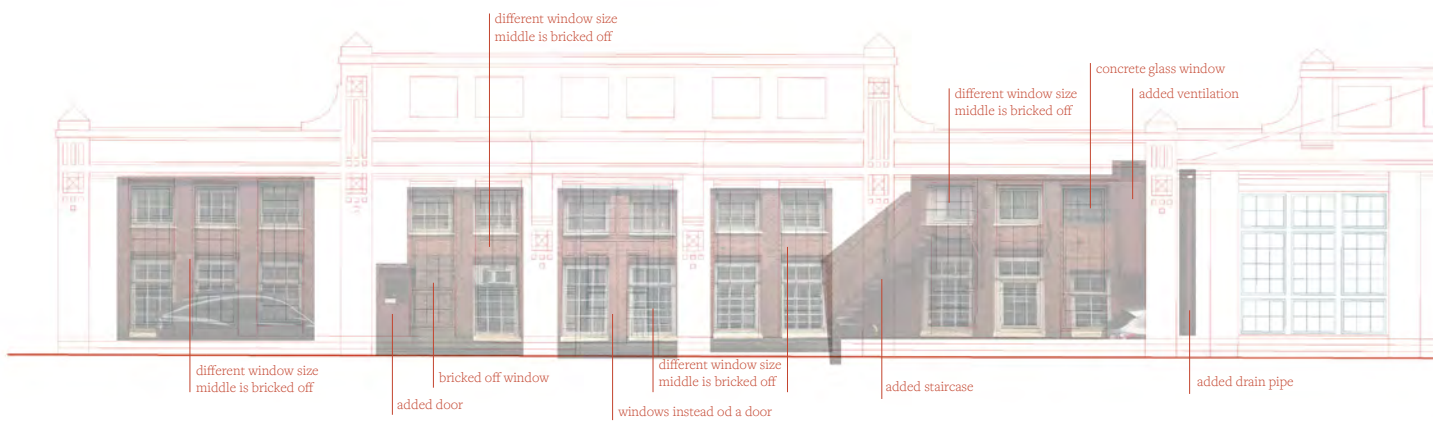 different window size
middle is bricked off
concrete glass window
different window size
middle is bricked off
added ventilation
different window size
middle is bricked off
added door
bricked off window
windows instead od a door
different window size
middle is bricked off
added staircase
added drain pipe